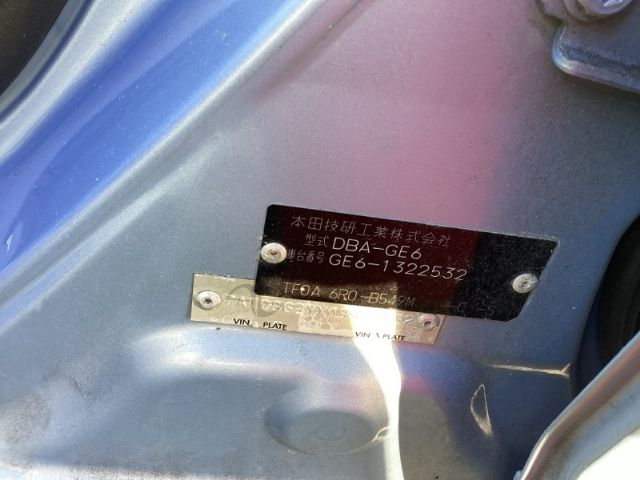 本田技研工業株式会社
型式 DBA-GE6
車台番号 GE6-1322532
TF0A 6R0-B549M
VIN PLATE VIN PLATE